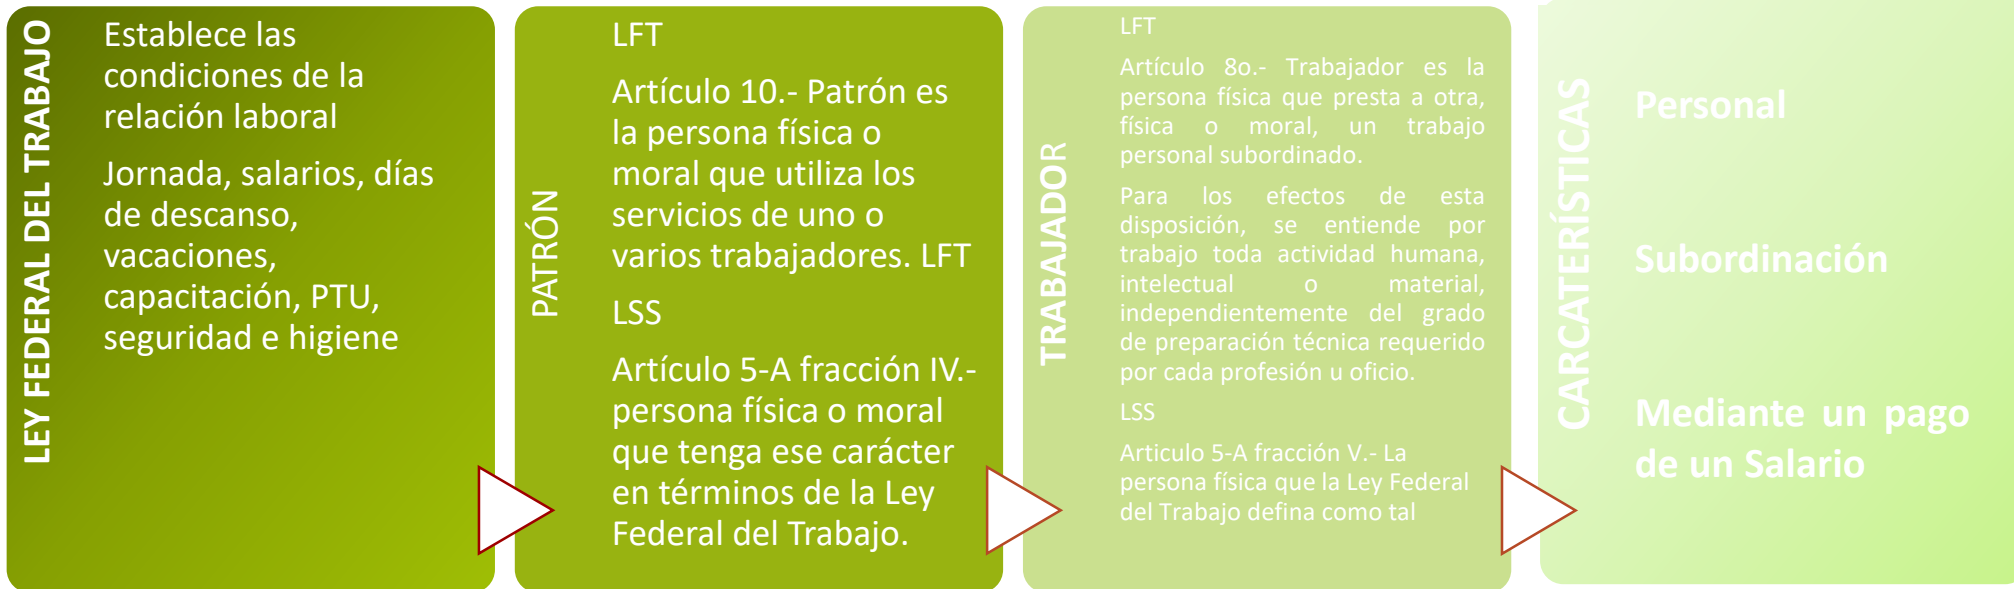 LEY FEDERAL DEL TRABAJO
Establece las
condiciones de la
relación laboral
Jornada, salarios, días
de descanso,
vacaciones,
capacitación, PTU,
seguridad e higiene
PATRÓN
LFT
Artículo 10.- Patrón es
la persona física o
moral que utiliza los
servicios de uno o
varios trabajadores. LFT
LSS
Artículo 5-A fracción IV.-
persona física o moral
que tenga ese carácter
en términos de la Ley
Federal del Trabajo.
TRABAJADOR
LFT
Artículo 8o.- Trabajador es la
persona física que presta a otra,
física o moral, un trabajo
personal subordinado.
Para los efectos de esta
disposición, se entiende por
trabajo toda actividad humana,
intelectual o material,
independientemente del grado
de preparación técnica requerido
por cada profesión u oficio.
LSS
Articulo 5-A fracción V.- La
persona física que la Ley Federal
del Trabajo defina como tal
CARCATERÍSTICAS
Personal
Subordinación
Mediante un pago
de un Salario